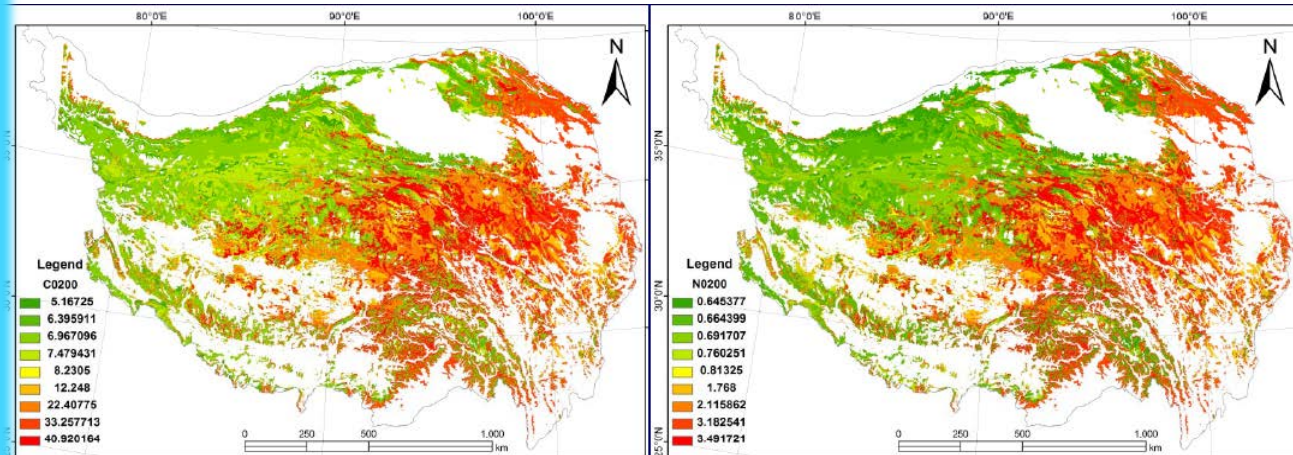 80°0'E 90°0'E 100°0'E
N
Legend
C0200
5.16725
6.395911
6.967096
7.479431
8.2305
12.248
22.40775
33.257713
40.920164
0 250 500 1,000
km
80°0'E 90°0'E 100°0'E
N
35°0'N
30°0'N
25°0'N
Legend
N0200
0.645377
0.664399
0.691707
0.760251
0.81325
1.768
2.115862
3.182541
3.491721
0 250 500 1,000
km